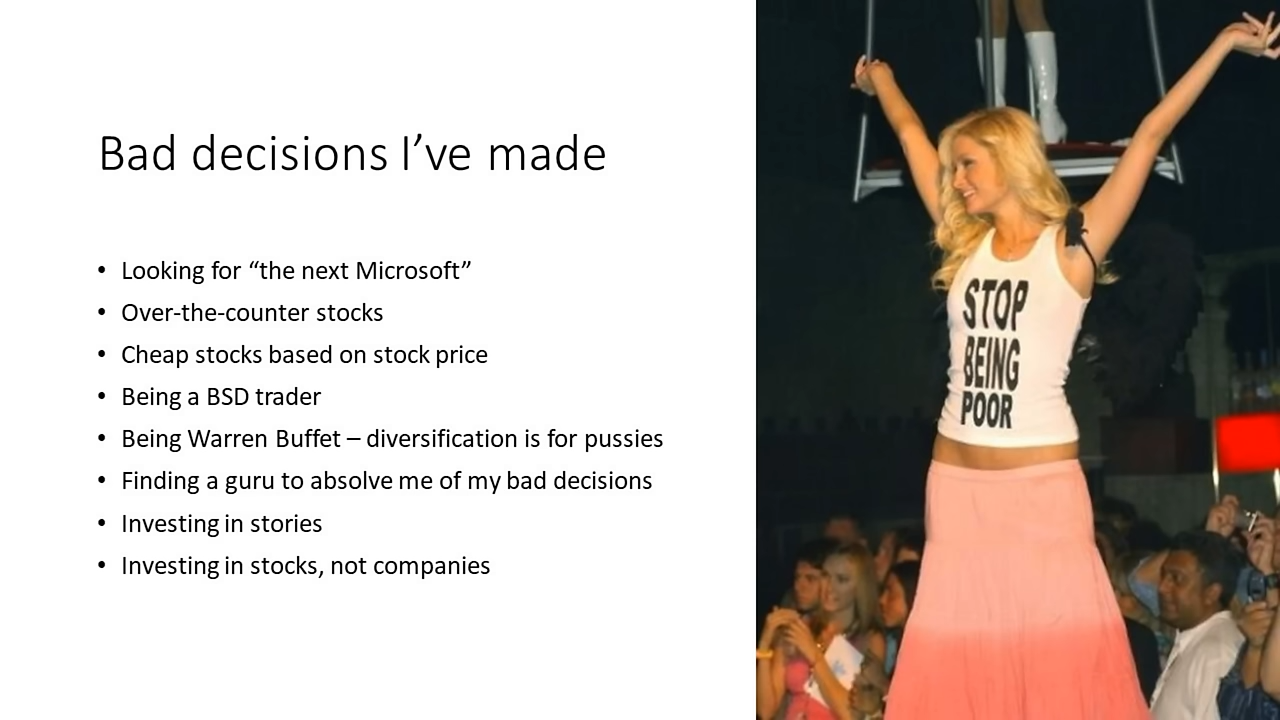 Bad decisions I’ve made
• Looking for “the next Microsoft”
• Over-the-counter stocks
• Cheap stocks based on stock price
• Being a BSD trader
• Being Warren Buffet – diversification is for pussies
• Finding a guru to absolve me of my bad decisions
• Investing in stories
• Investing in stocks, not companies
STOP
BEING
POOR